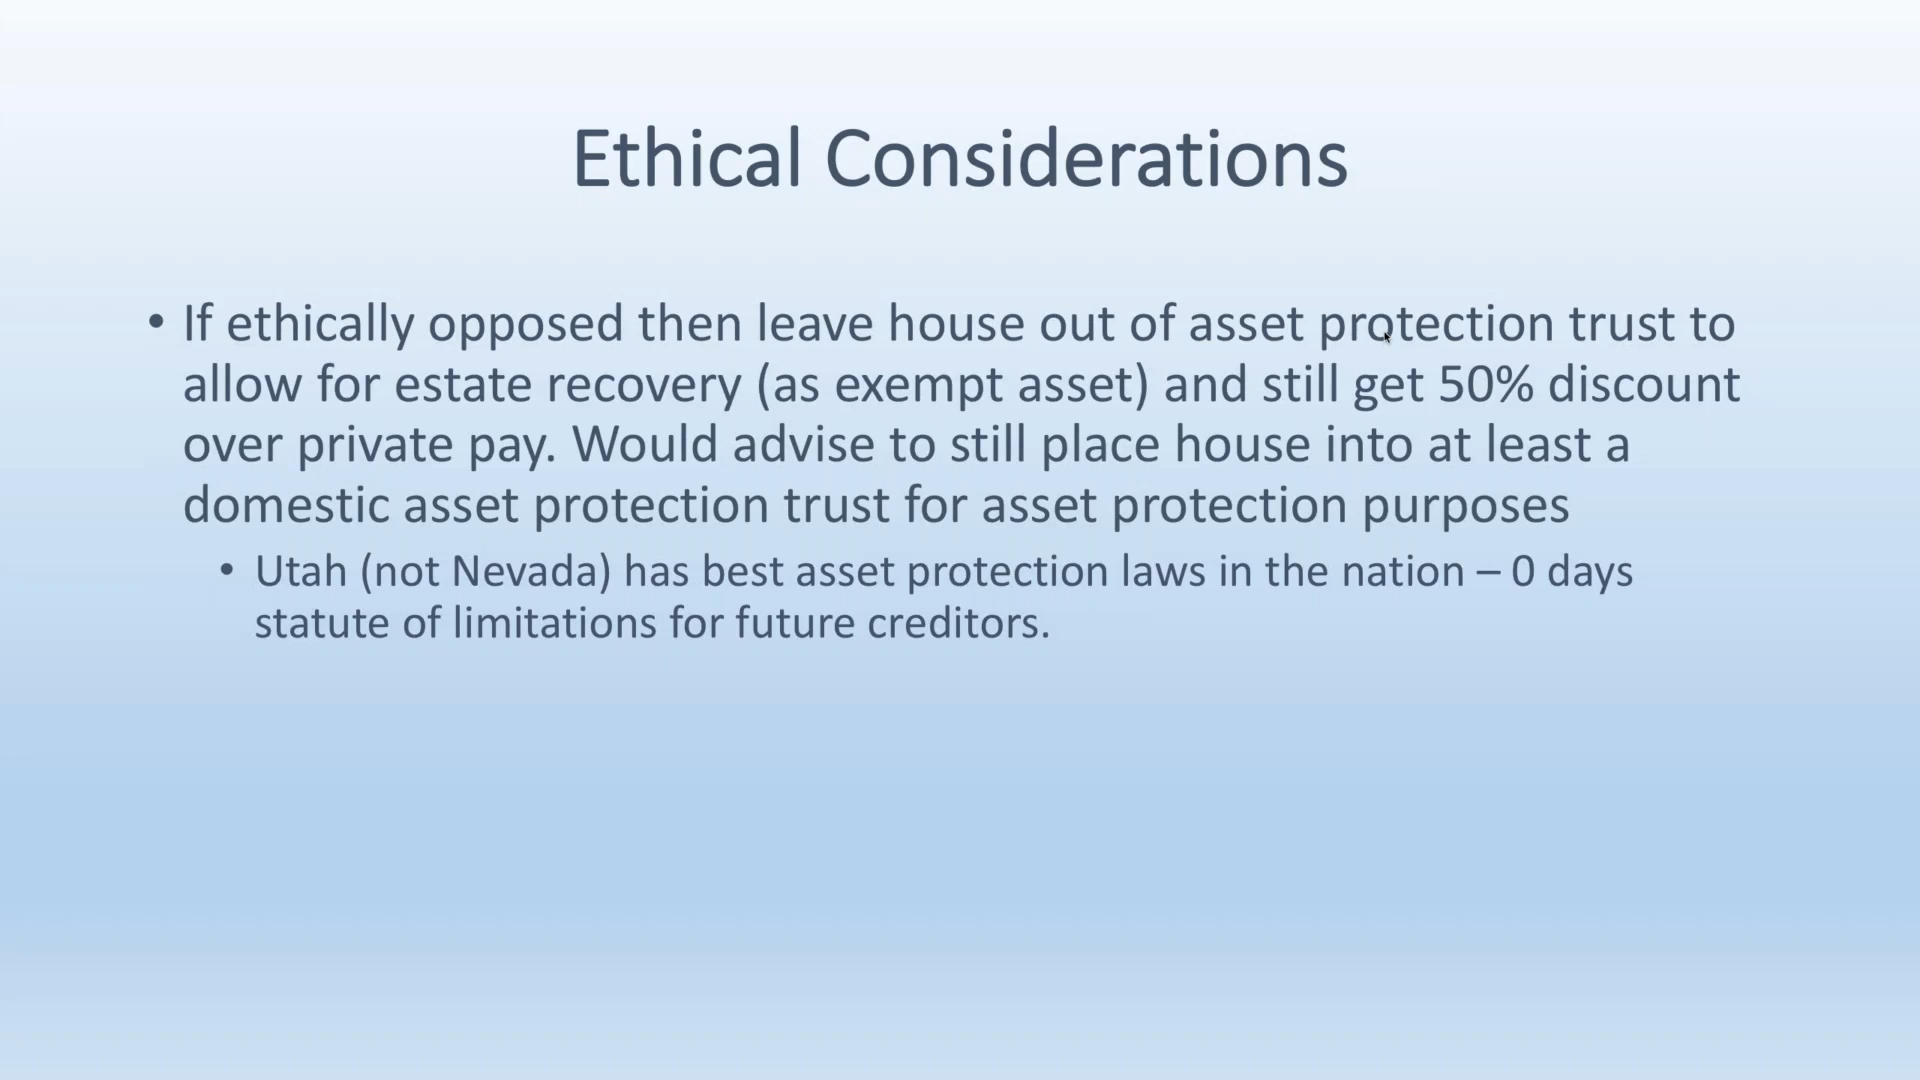 Ethical Considerations
• If ethically opposed then leave house out of asset protection trust to
allow for estate recovery (as exempt asset) and still get 50% discount
over private pay. Would advise to still place house into at least a
domestic asset protection trust for asset protection purposes
• Utah (not Nevada) has best asset protection laws in the nation – 0 days
statute of limitations for future creditors.